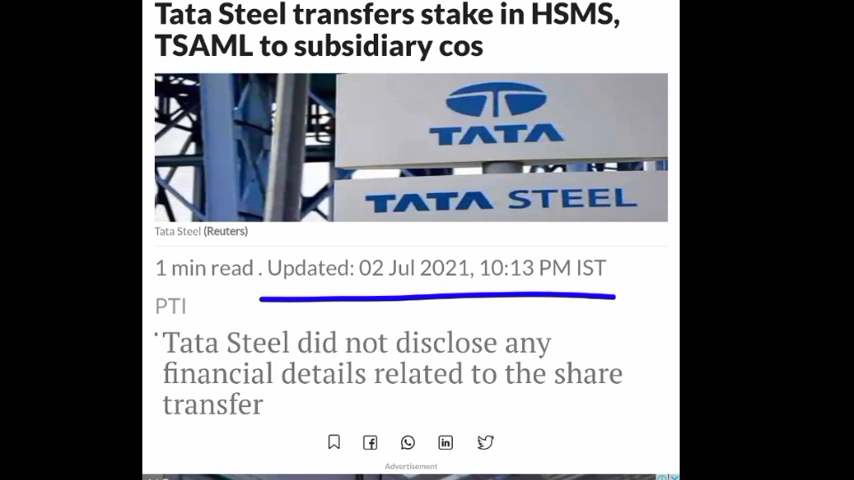 Tata Steel transfers stake in HSMS,
TSAML to subsidiary cos
TATA
TATA STEEL
Tata Steel (Reuters)
1 min read . Updated: 02 Jul 2021, 10:13 PM IST
PTI
Tata Steel did not disclose any
financial details related to the share
transfer
Advertisement